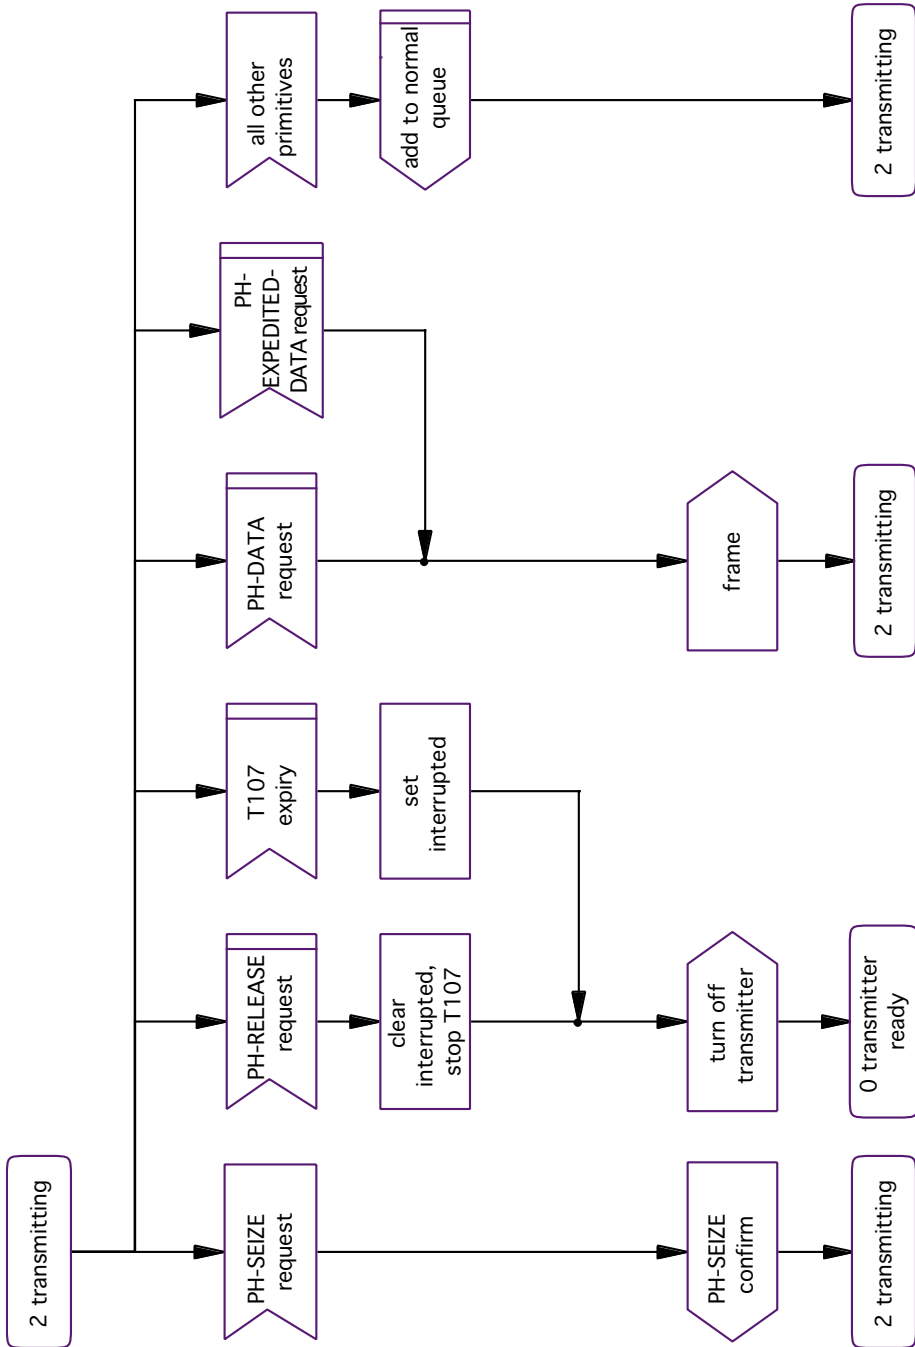 2 transmitting
PH-SEIZE
request
PH-SEIZE
confirm
2 transmitting
PH-RELEASE
request
clear
interrupted,
stop T107
turn off
transmitter
0 transmitter
ready
T107
expiry
set
interrupted
PH-DATA
request
frame
2 transmitting
PH-
EXPEDITED-
DATA request
all other
primitives
add to normal
queue
2 transmitting